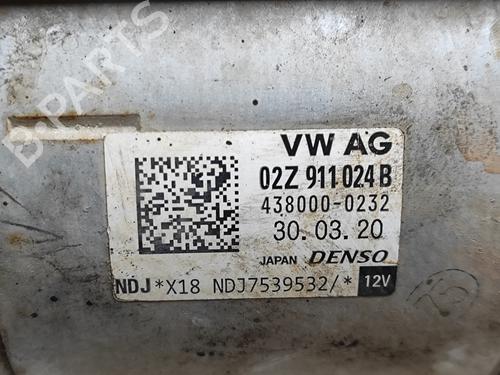 B-PARTS
VW AG
02Z 911 024 B
438000-0232
30.03.20
JAPAN DENSO
NDJ*X18 NDJ7539532/* 12V